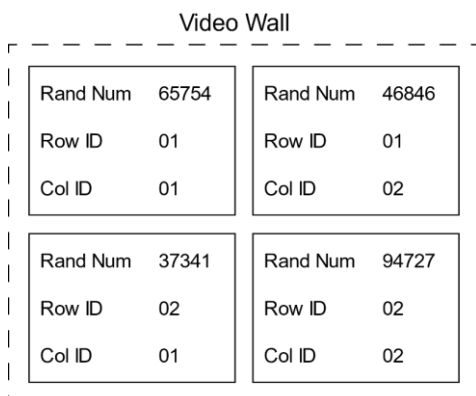 Video Wall
Rand Num 65754
Row ID 01
Col ID 01
Rand Num 46846
Row ID 01
Col ID 02
Rand Num 37341
Row ID 02
Col ID 01
Rand Num 94727
Row ID 02
Col ID 02